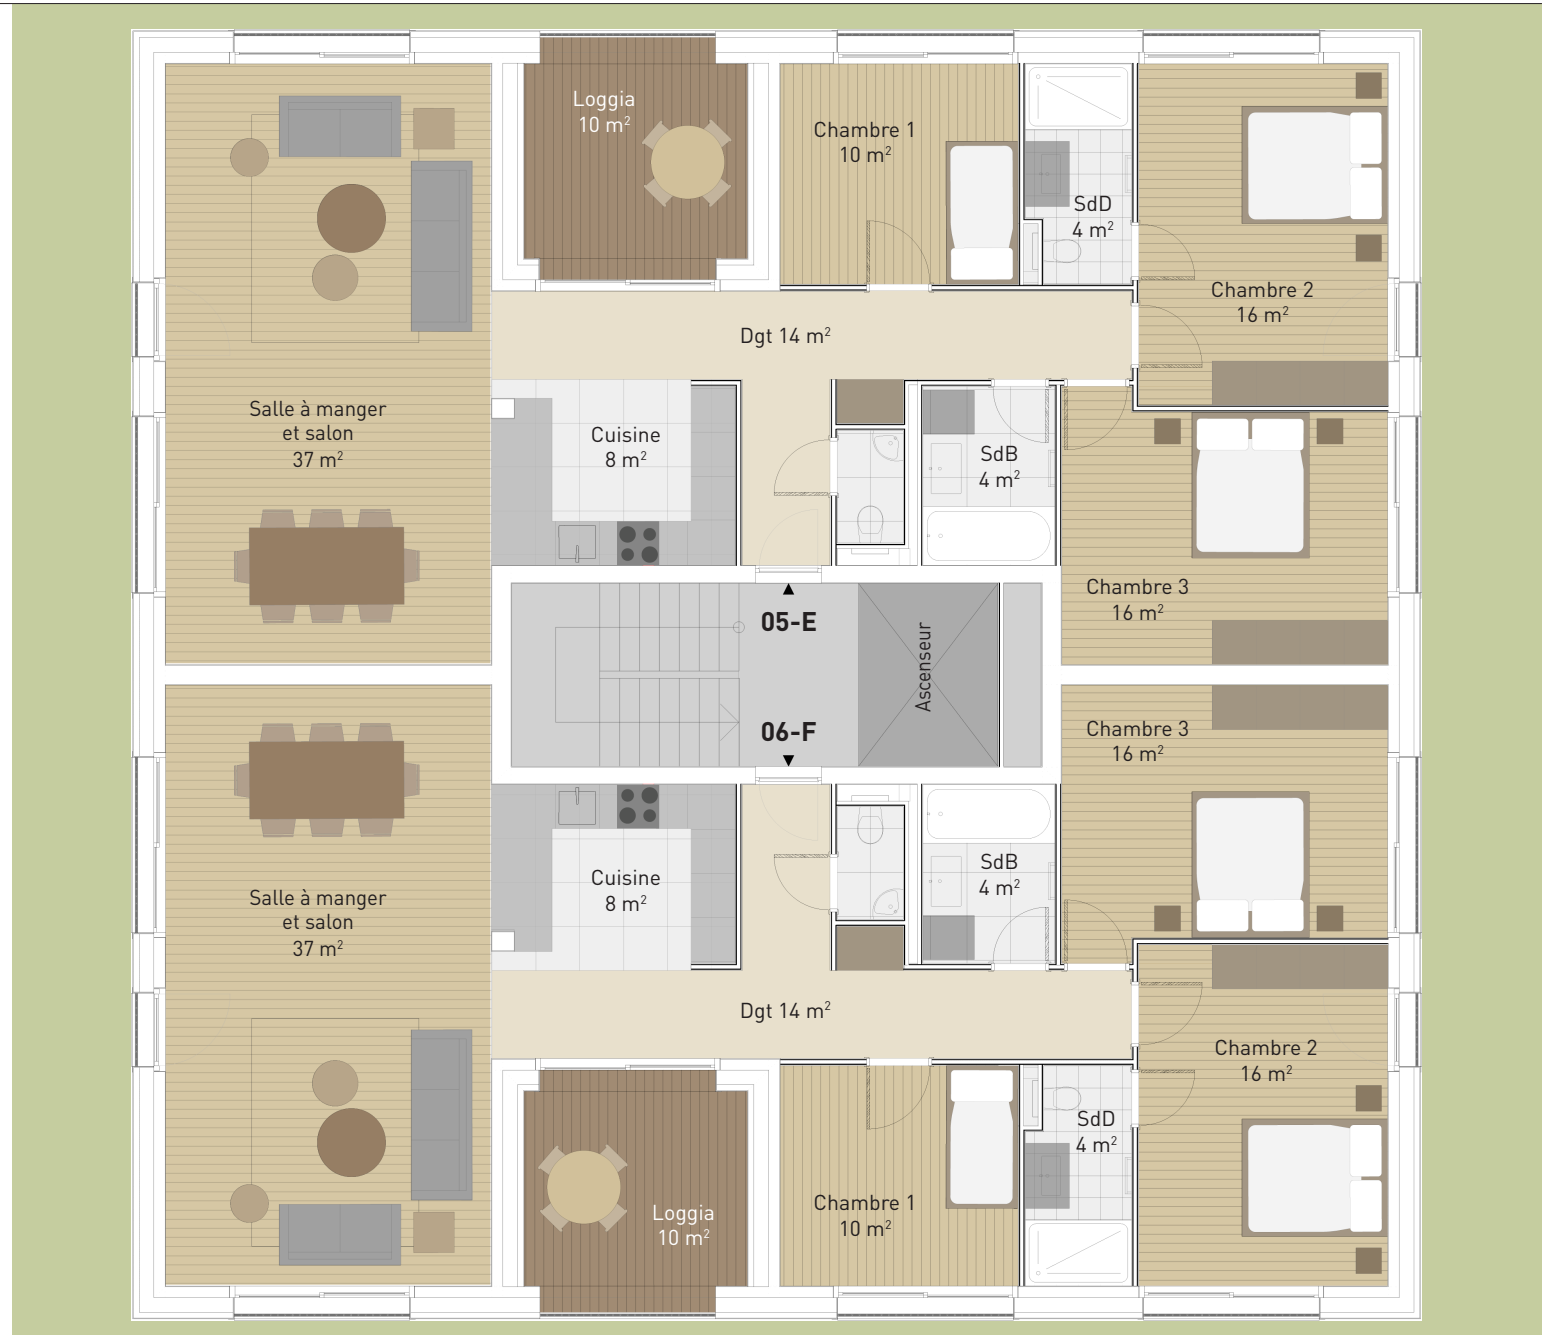 Loggia
10 m²
Chambre 1
10 m²
SdD
4 m²
Chambre 2
16 m²
Dgt 14 m²
Salle à manger
et salon
37 m²
Cuisine
8 m²
SdB
4 m²
Chambre 3
16 m²
05-E
Ascenseur
06-F
Chambre 3
16 m²
Salle à manger
et salon
37 m²
Cuisine
8 m²
SdB
4 m²
Dgt 14 m²
Chambre 2
16 m²
SdD
4 m²
Chambre 1
10 m²
Loggia
10 m²